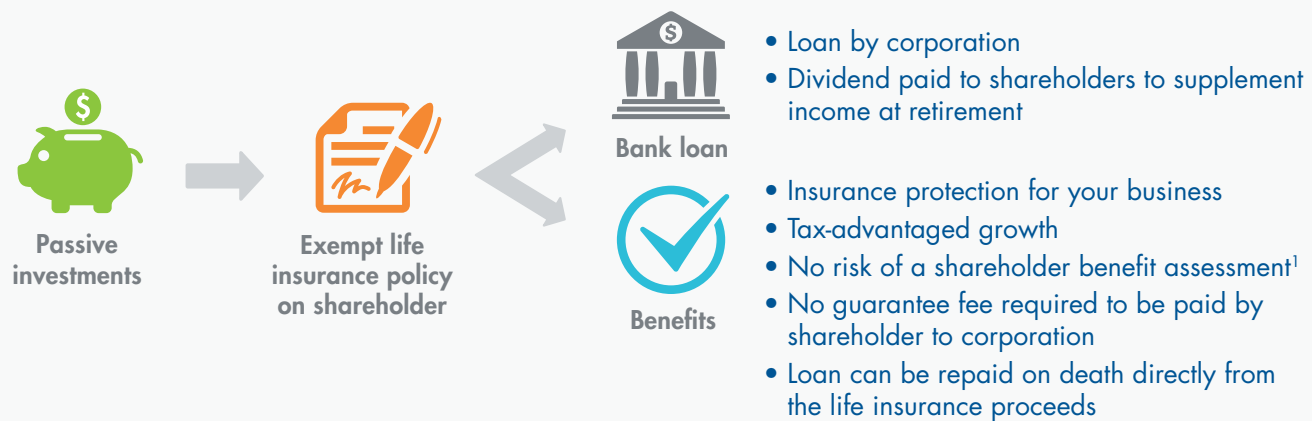 $
Passive
investments
Exempt life
insurance policy
on shareholder
$
Bank loan
• Loan by corporation
• Dividend paid to shareholders to supplement
income at retirement
Benefits
• Insurance protection for your business
• Tax-advantaged growth
• No risk of a shareholder benefit assessment¹
• No guarantee fee required to be paid by
shareholder to corporation
• Loan can be repaid on death directly from
the life insurance proceeds